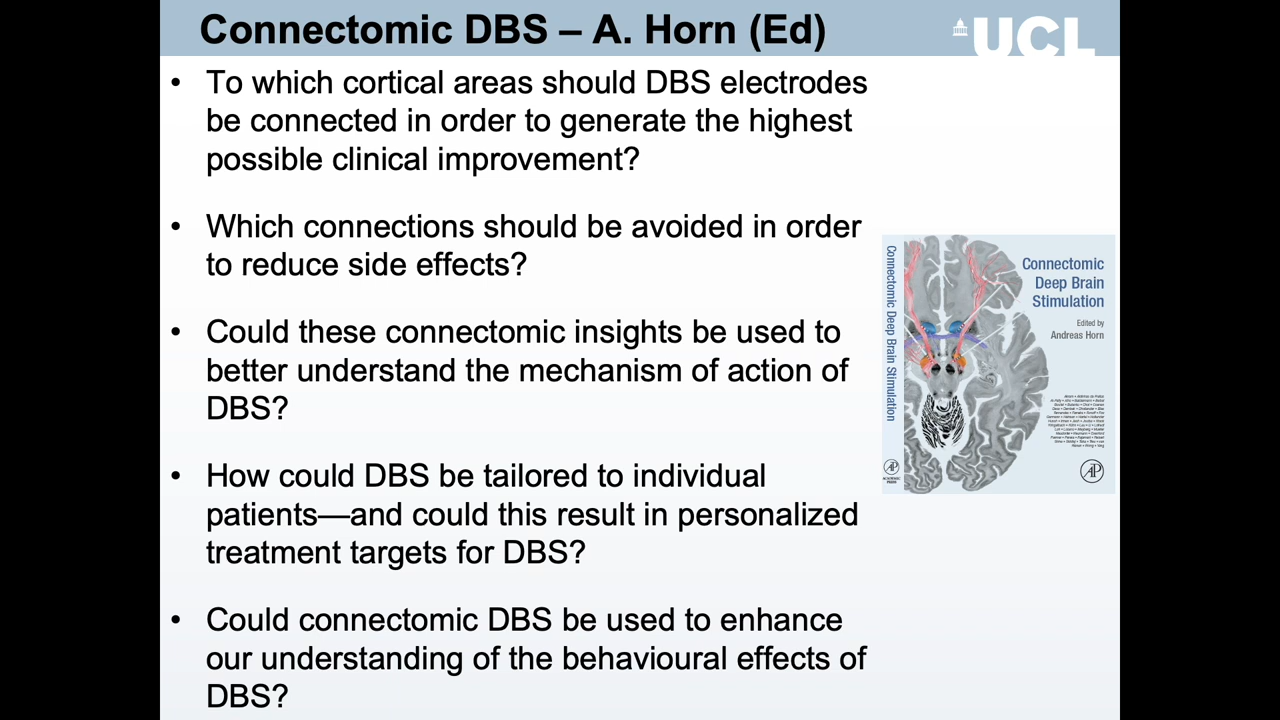 Connectomic DBS – A. Horn (Ed)
UCL
• To which cortical areas should DBS electrodes
be connected in order to generate the highest
possible clinical improvement?
• Which connections should be avoided in order
to reduce side effects?
• Could these connectomic insights be used to
better understand the mechanism of action of
DBS?
• How could DBS be tailored to individual
patients—and could this result in personalized
treatment targets for DBS?
• Could connectomic DBS be used to enhance
our understanding of the behavioural effects of
DBS?
Connectomic Deep Brain Stimulation
Connectomic
Deep Brain
Stimulation
Edited by
Andreas Horn
AP
ACADEMIC
PRESS
AP